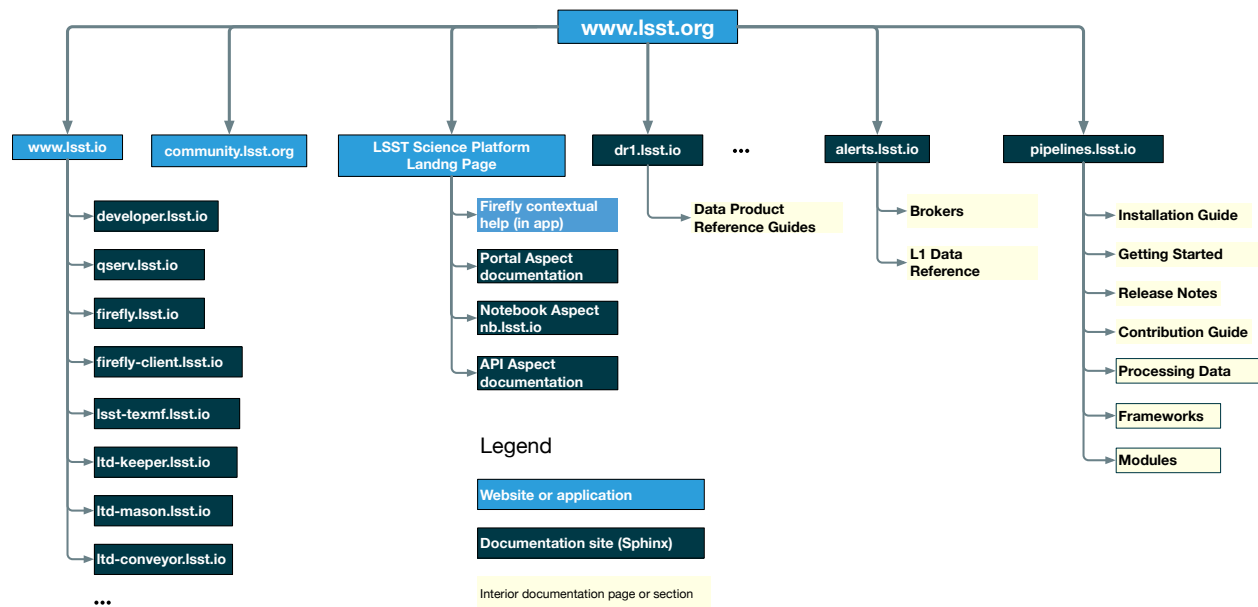 www.lsst.org
www.lsst.io
community.lsst.org
LSST Science Platform
Landng Page
dr1.lsst.io
...
alerts.lsst.io
pipelines.lsst.io
developer.lsst.io
qserv.lsst.io
firefly.lsst.io
firefly-client.lsst.io
lsst-texmf.lsst.io
ltd-keeper.lsst.io
ltd-mason.lsst.io
ltd-conveyor.lsst.io
...
Firefly contextual
help (in app)
Portal Aspect
documentation
Notebook Aspect
nb.lsst.io
API Aspect
documentation
Data Product
Reference Guides
Brokers
L1 Data
Reference
Installation Guide
Getting Started
Release Notes
Contribution Guide
Processing Data
Frameworks
Modules
Legend
Website or application
Documentation site (Sphinx)
Interior documentation page or section